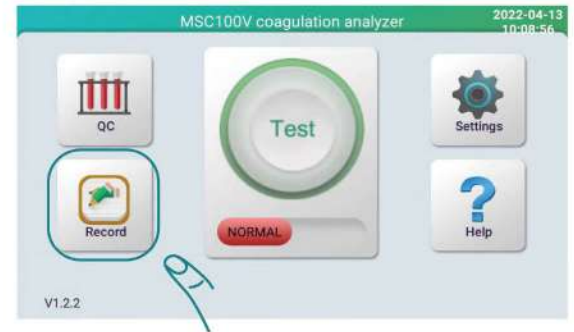 MSC100V coagulation analyzer
2022-04-13
10:08:56
QC
Test
Settings
Record
NORMAL
Help
V1.2.2